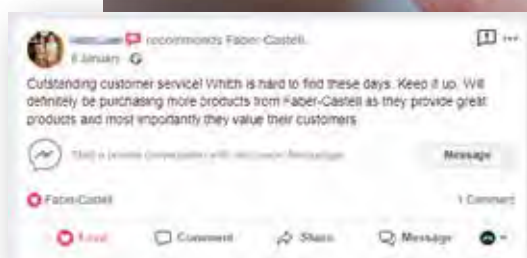 recommends Faber-Castell.
6 January
Outstanding customer service! Which is hard to find these days. Keep it up. Will
definitely be purchasing more products from Faber-Castell as they provide great
products and most importantly they value their customers
Message
Faber-Castell
1 Comment
Love Comment Share Message